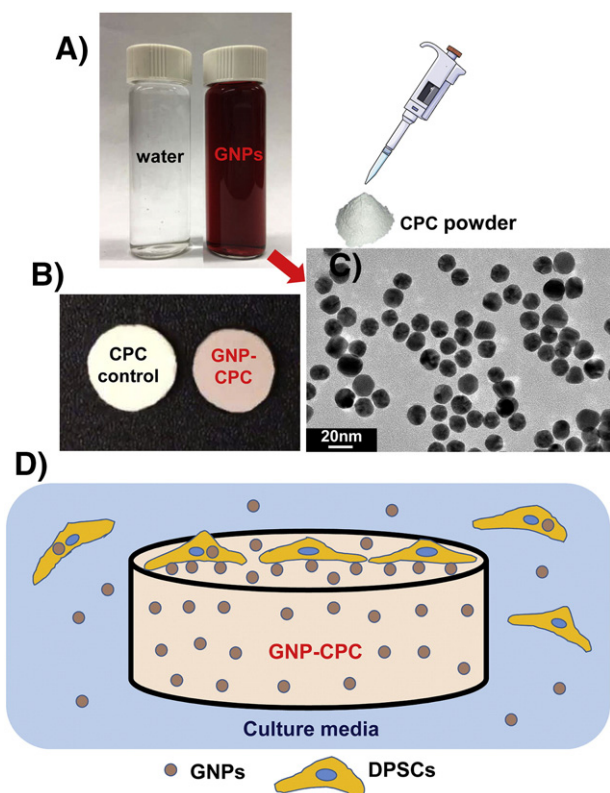 A)
water
GNPs
CPC powder
B)
CPC
control
GNP-
CPC
C)
20nm
D)
GNP-CPC
Culture media
GNPs
DPSCs